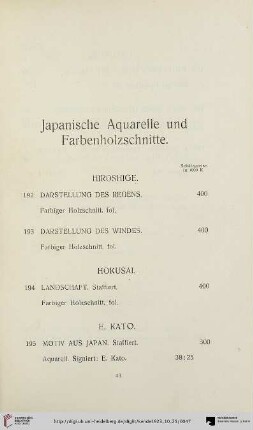 Japanische Aquarelle und
Farbenholzschnitte.
in 1000 K
HIROSHIGE.
192 DARSTELLUNG DES REGENS. 400
Farbiger Holzschnitt. fol.
193 DARSTELLUNG DES WINDES. 400
Farbiger Holzschnitt. fol.
HOKUSAI.
194 LANDSCHAFT. Staffiert. 400
Farbiger Holzschnitt. fol.
E. KATO.
195 MOTIV AUS JAPAN. Staffiert. 300
Aquarell. Signiert: E. Kato. 38 : 25